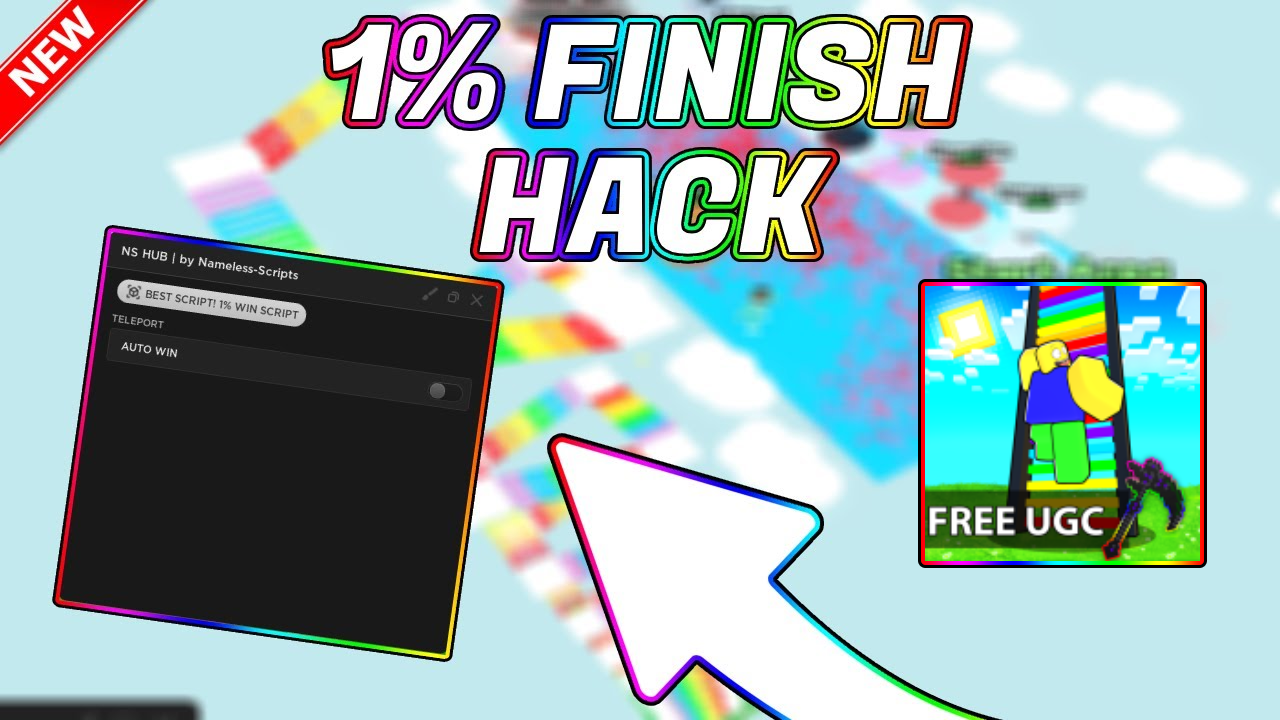 NEW
1% FINISH
HACK
NS HUB | by Nameless-Scripts
BEST SCRIPT! 1% WIN SCRIPT
TELEPORT
AUTO WIN
FREE UGC